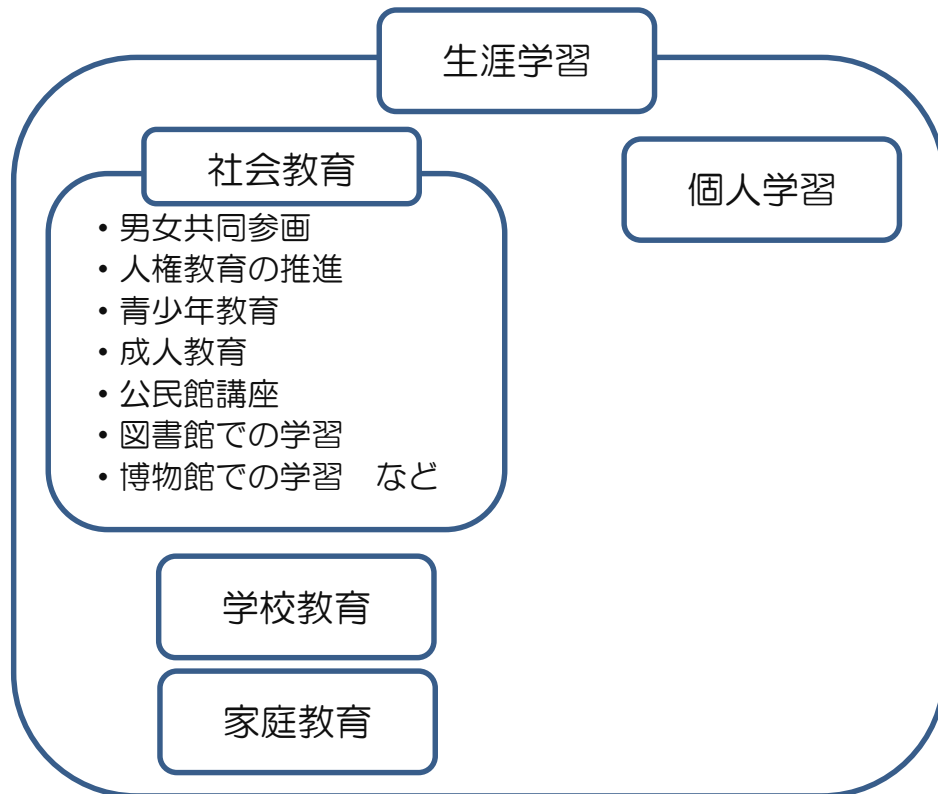 生涯学習
社会教育
・男女共同参画
・人権教育の推進
・青少年教育
・成人教育
・公民館講座
・図書館での学習
・博物館での学習　など
個人学習
学校教育
家庭教育